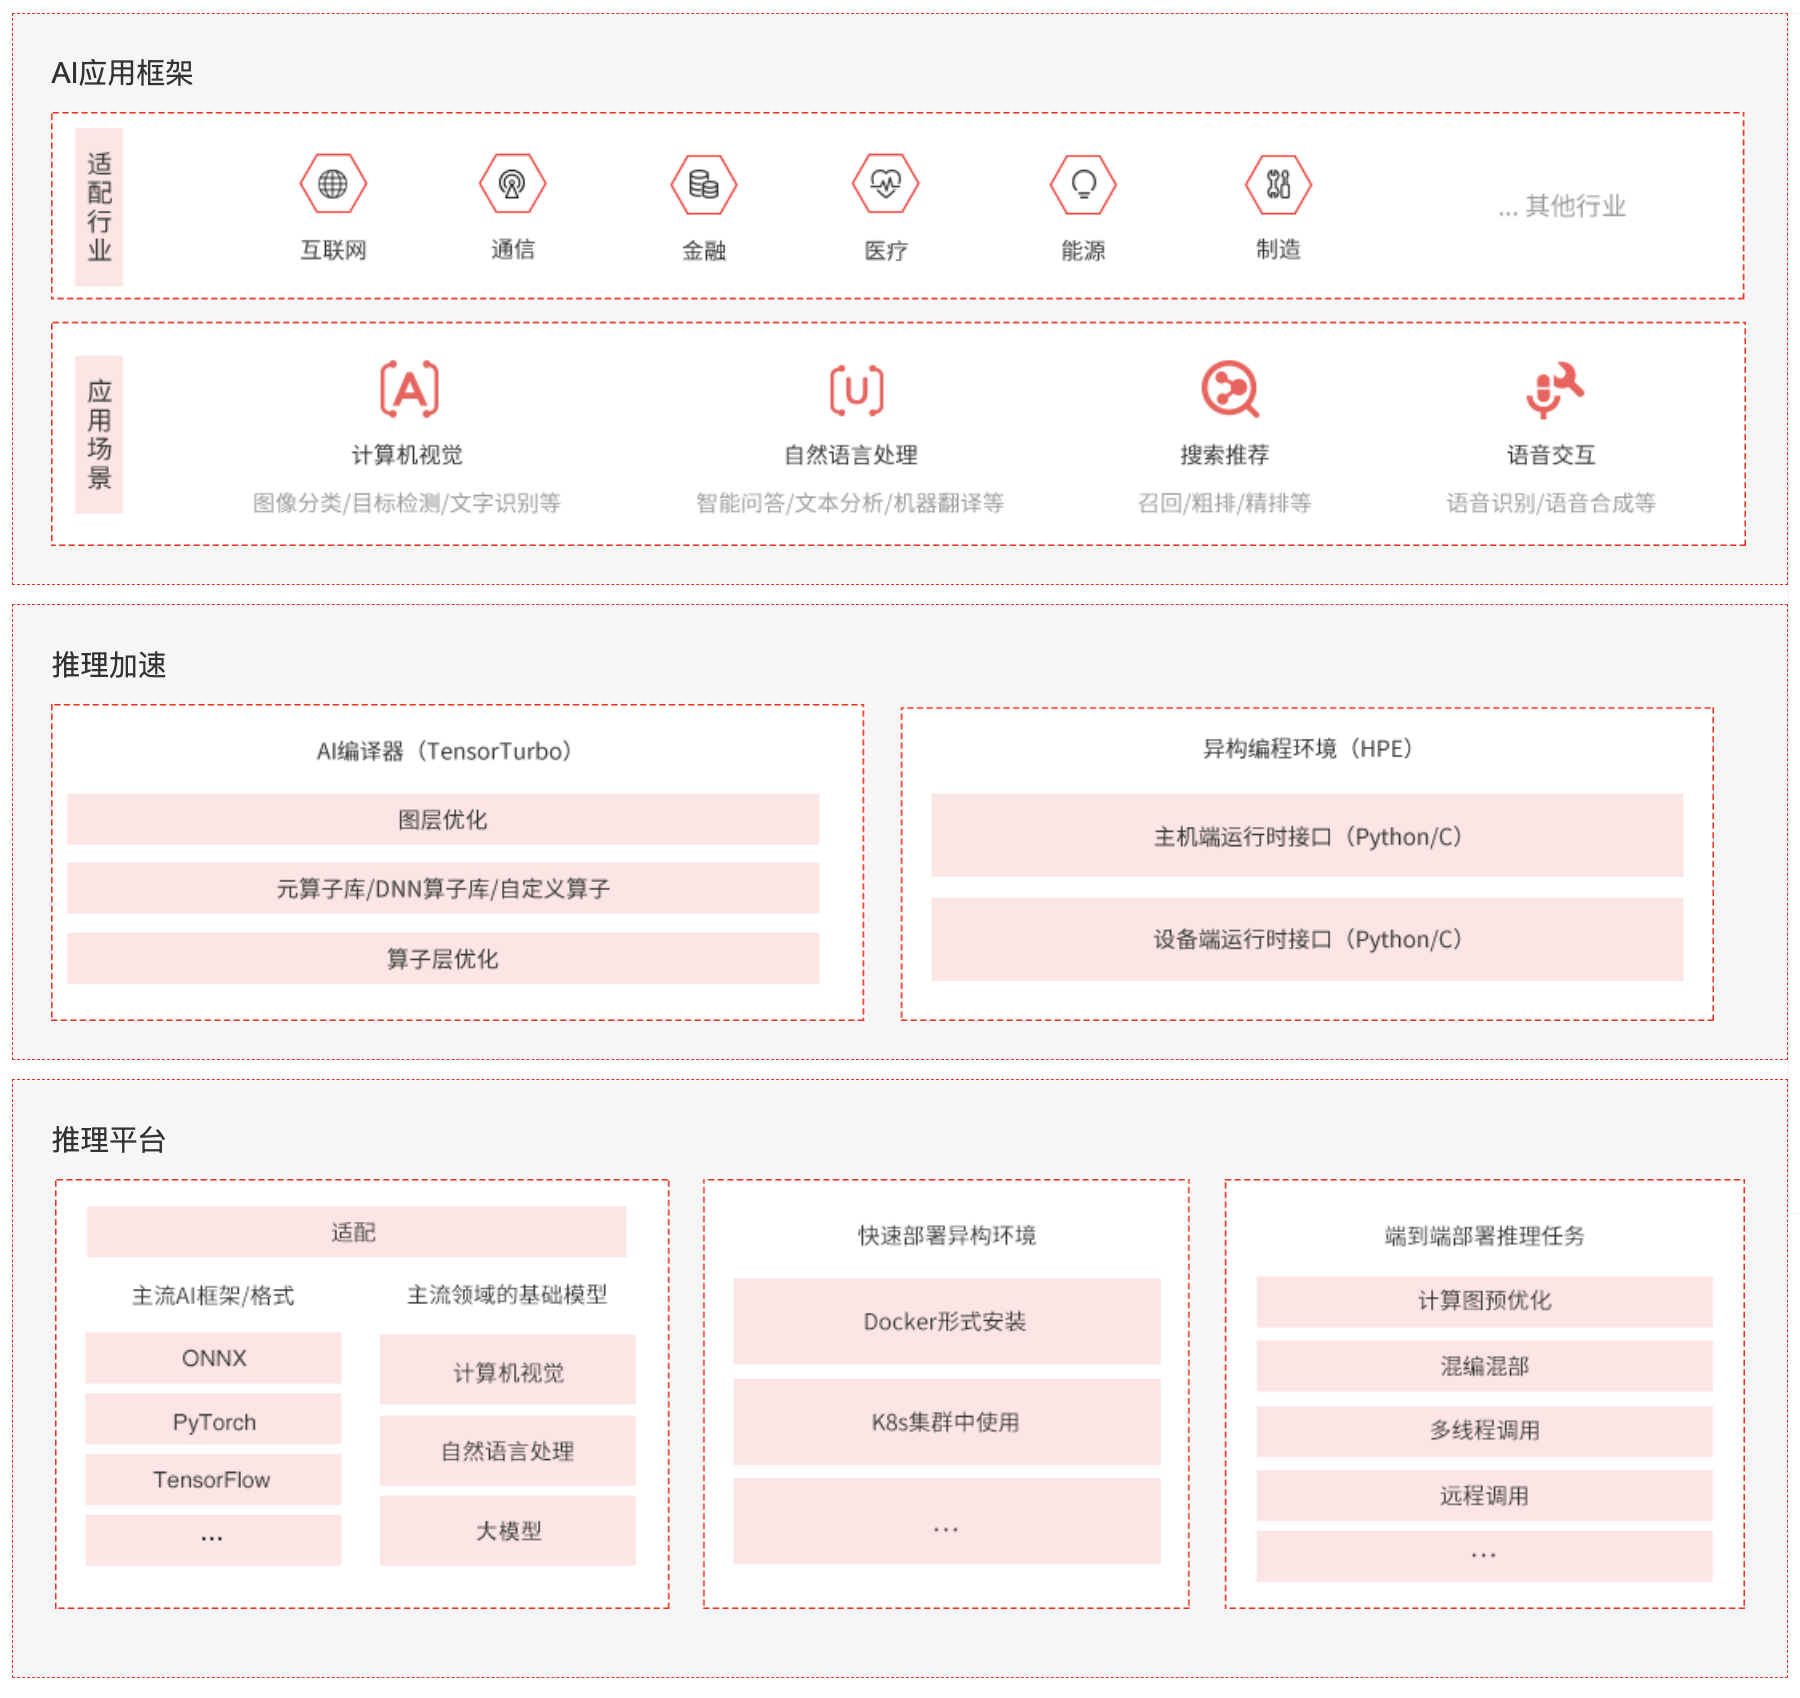 AI应用框架
适配行业
互联网
通信
金融
医疗
能源
制造
... 其他行业
应用场景
计算机视觉
图像分类/目标检测/文字识别等
自然语言处理
智能问答/文本分析/机器翻译等
搜索推荐
召回/粗排/精排等
语音交互
语音识别/语音合成等
推理加速
AI编译器（TensorTurbo）
图层优化
元算子库/DNN算子库/自定义算子
算子层优化
异构编程环境（HPE）
主机端运行时接口（Python/C）
设备端运行时接口（Python/C）
推理平台
适配
主流AI框架/格式
ONNX
PyTorch
TensorFlow
...
主流领域的基础模型
计算机视觉
自然语言处理
大模型
快速部署异构环境
Docker形式安装
K8s集群中使用
...
端到端部署推理任务
计算图预优化
混编混部
多线程调用
远程调用
...